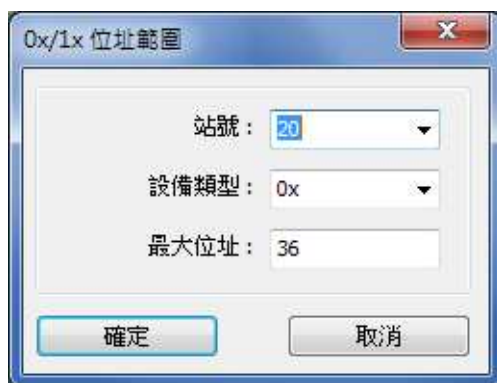 0x/1x 位址範圍
站號： 20
設備類型： 0x
最大位址： 36
確定 取消